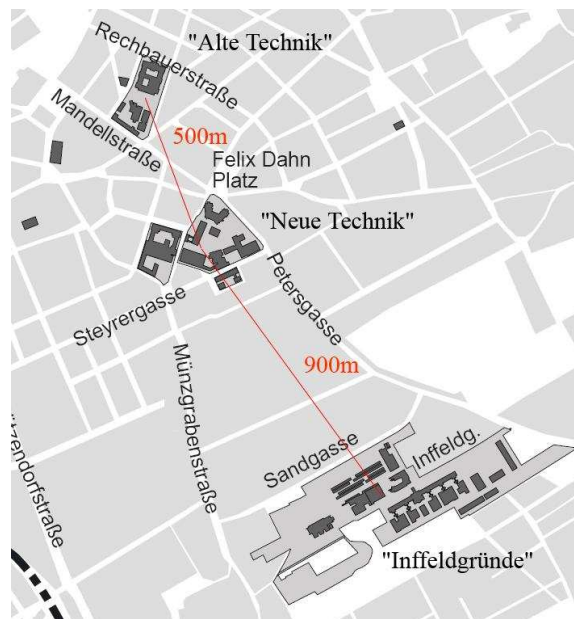 "Alte Technik"
Rechbauerstraße
Mandellstraße
500m
Felix Dahn
Platz
"Neue Technik"
Steyrergasse
Petersgasse
Münzgrabenstraße
900m
Sandgasse
Inffeldg.
"Inffeldgründe"